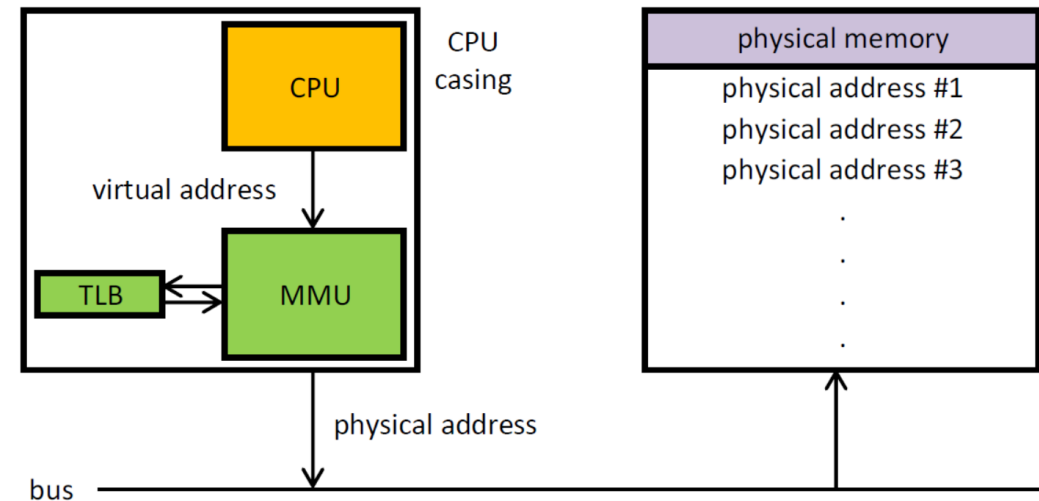 CPU
CPU
casing
virtual address
TLB
MMU
physical address
bus
physical memory
physical address #1
physical address #2
physical address #3
.
.
.
.